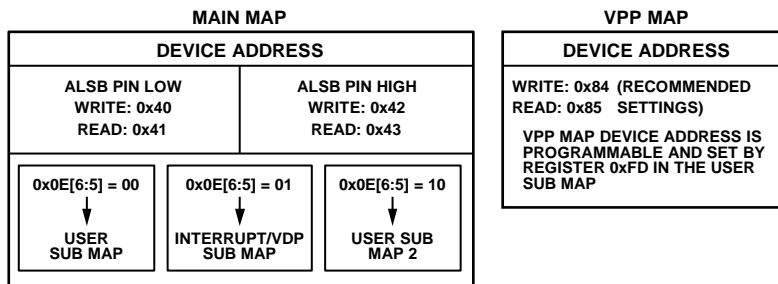 MAIN MAP
DEVICE ADDRESS
ALSB PIN LOW
WRITE: 0x40
READ: 0x41
ALSB PIN HIGH
WRITE: 0x42
READ: 0x43
0x0E[6:5] = 00
USER
SUB MAP
0x0E[6:5] = 01
INTERRUPT/VDP
SUB MAP
0x0E[6:5] = 10
USER SUB
MAP 2
VPP MAP
DEVICE ADDRESS
WRITE: 0x84 (RECOMMENDED
READ: 0x85 SETTINGS)
VPP MAP DEVICE ADDRESS IS
PROGRAMMABLE AND SET BY
REGISTER 0xFD IN THE USER
SUB MAP